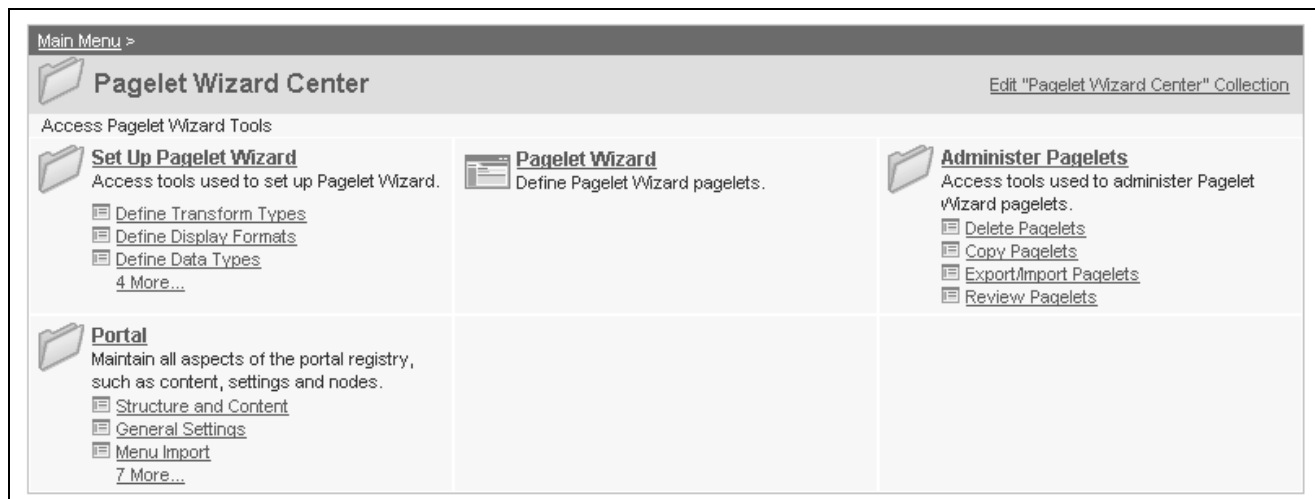 Main Menu >
Pagelet Wizard Center
Edit "Pagelet Wizard Center" Collection
Access Pagelet Wizard Tools
Set Up Pagelet Wizard
Access tools used to set up Pagelet Wizard.
Define Transform Types
Define Display Formats
Define Data Types
4 More...
Pagelet Wizard
Define Pagelet Wizard pagelets.
Administer Pagelets
Access tools used to administer Pagelet
Wizard pagelets.
Delete Pagelets
Copy Pagelets
Export/Import Pagelets
Review Pagelets
Portal
Maintain all aspects of the portal registry,
such as content, settings and nodes.
Structure and Content
General Settings
Menu Import
7 More...